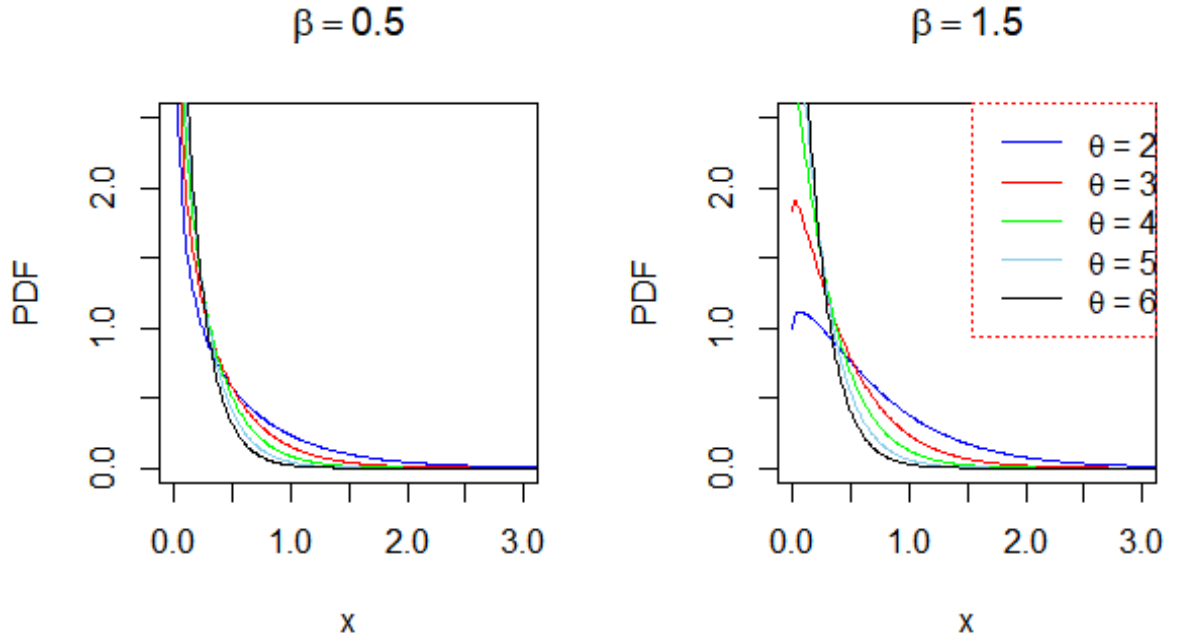 β = 0.5
PDF
0.0 1.0 2.0
0.0 1.0 2.0 3.0
x
β = 1.5
PDF
0.0 1.0 2.0
θ = 2
θ = 3
θ = 4
θ = 5
θ = 6
0.0 1.0 2.0 3.0
x